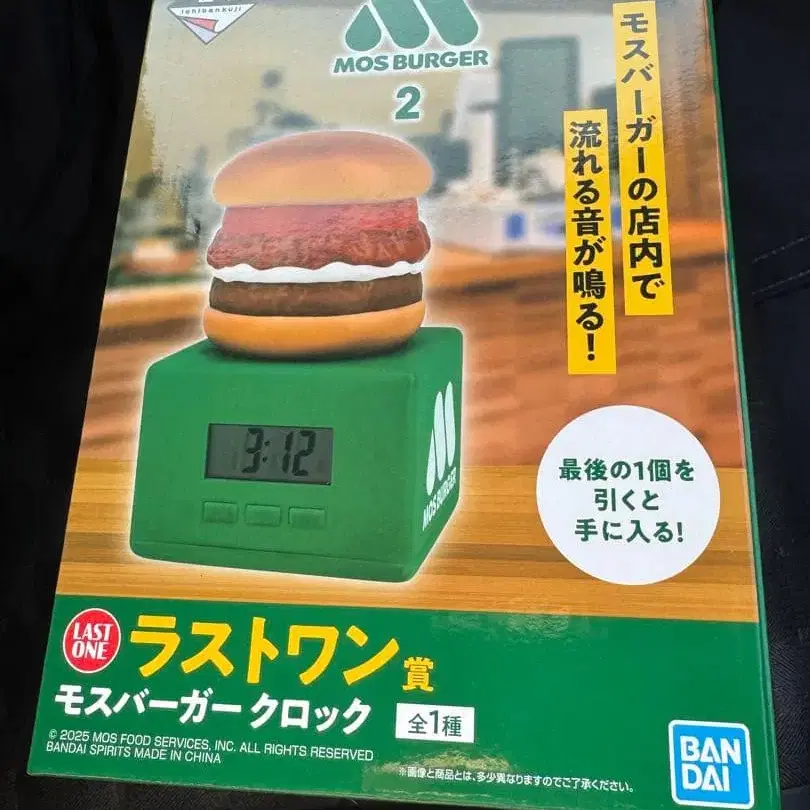 ichibankuji
MOS BURGER
2
モスバーガーの店内で
流れる音が鳴る!
3:12
MOS BURGER
最後の1個を
引くと
手に入る!
LAST
ONE
ラストワン賞
モスバーガー クロック
全1種
© 2025 MOS FOOD SERVICES, INC. ALL RIGHTS RESERVED
BANDAI SPIRITS MADE IN CHINA
※画像と商品とは、多少異なりますのでご了承ください。
BAN
DAI